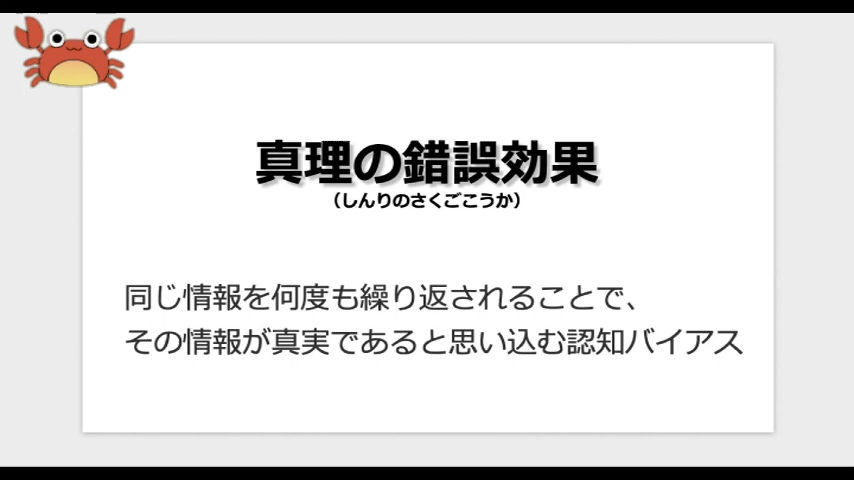 真理の錯誤効果
（しんりのさくごこうか）
同じ情報を何度も繰り返されることで、
その情報が真実であると思い込む認知バイアス